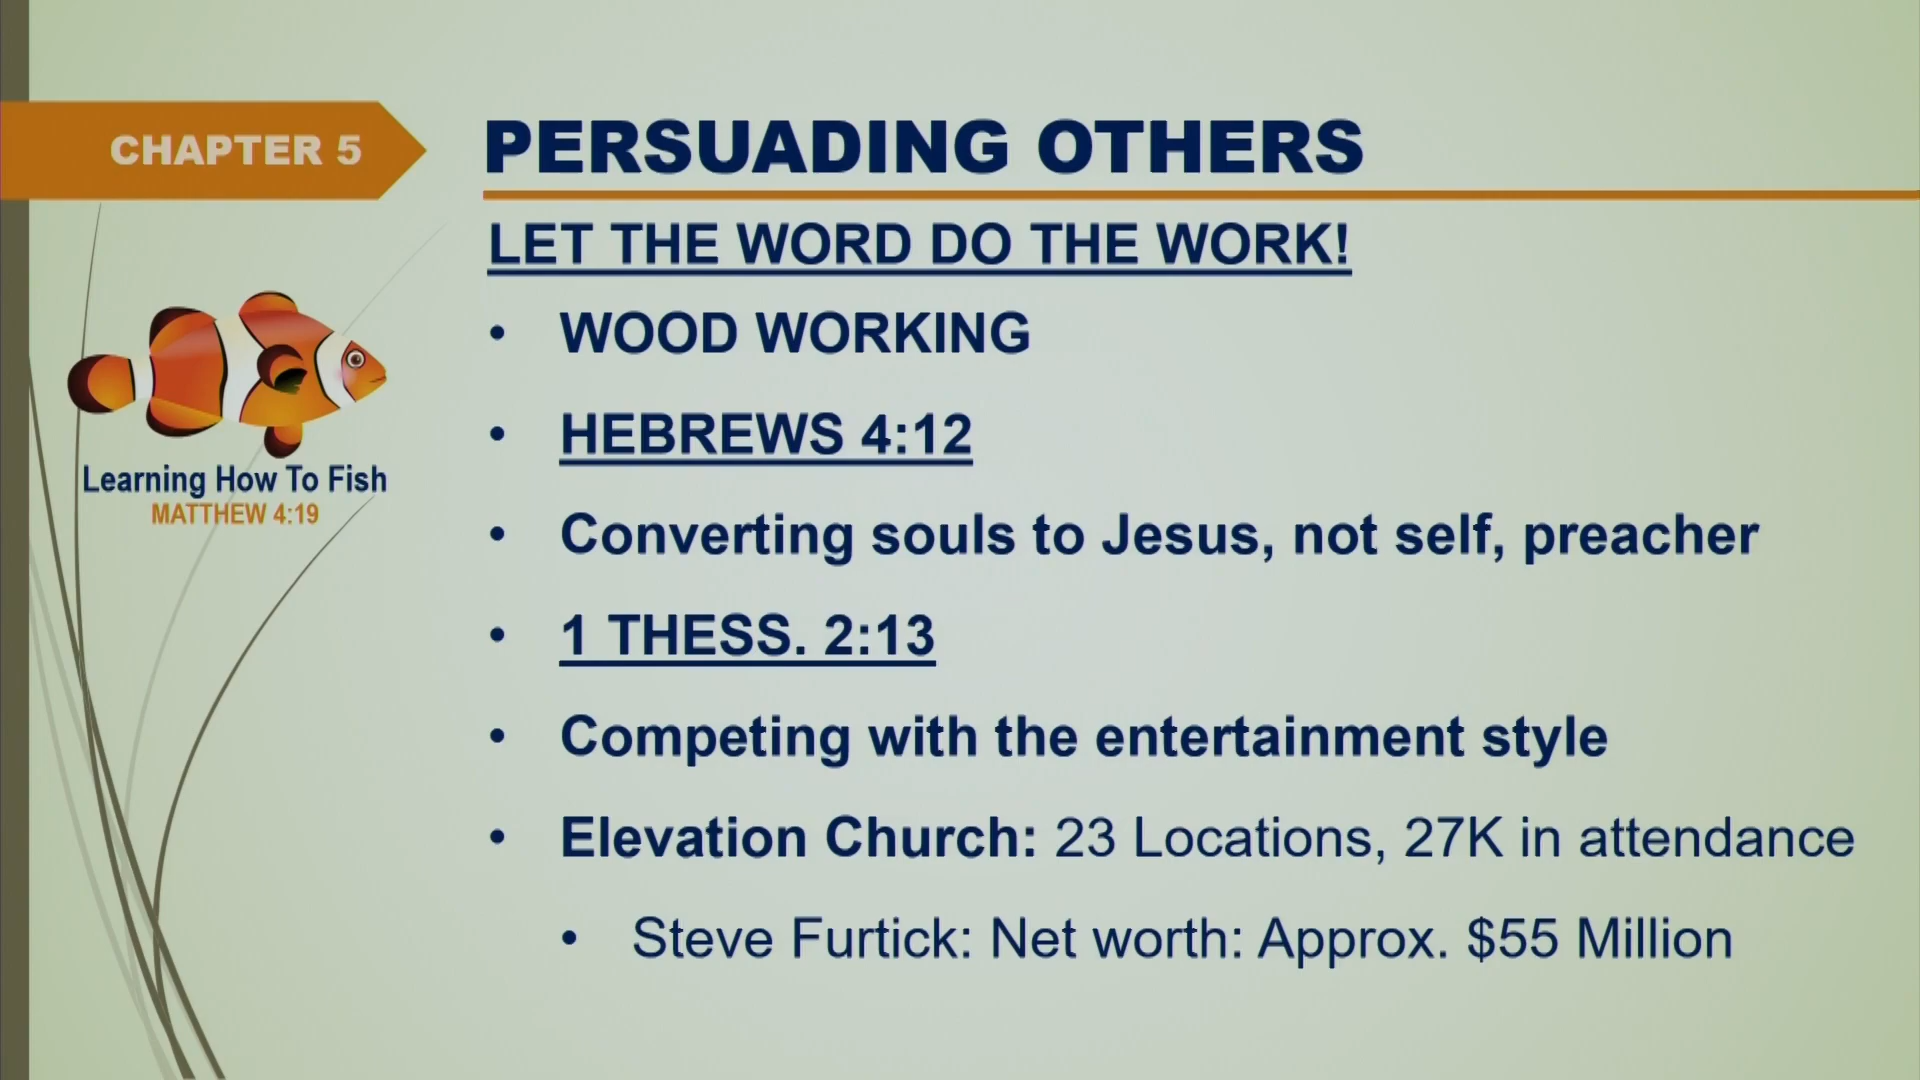 CHAPTER 5
PERSUADING OTHERS
LET THE WORD DO THE WORK!
• WOOD WORKING
• HEBREWS 4:12
• Converting souls to Jesus, not self, preacher
• 1 THESS. 2:13
• Competing with the entertainment style
• Elevation Church: 23 Locations, 27K in attendance
• Steve Furtick: Net worth: Approx. $55 Million
Learning How To Fish
MATTHEW 4:19